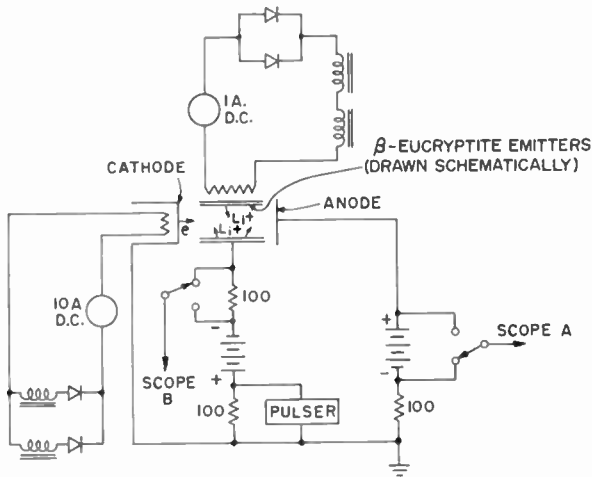 1A.
D.C.
β-EUCRYPTITE EMITTERS
(DRAWN SCHEMATICALLY)
CATHODE
ANODE
Li+
e
Li+
10A
D.C.
100
-
+
SCOPE
B
100
PULSER
+
-
SCOPE A
100